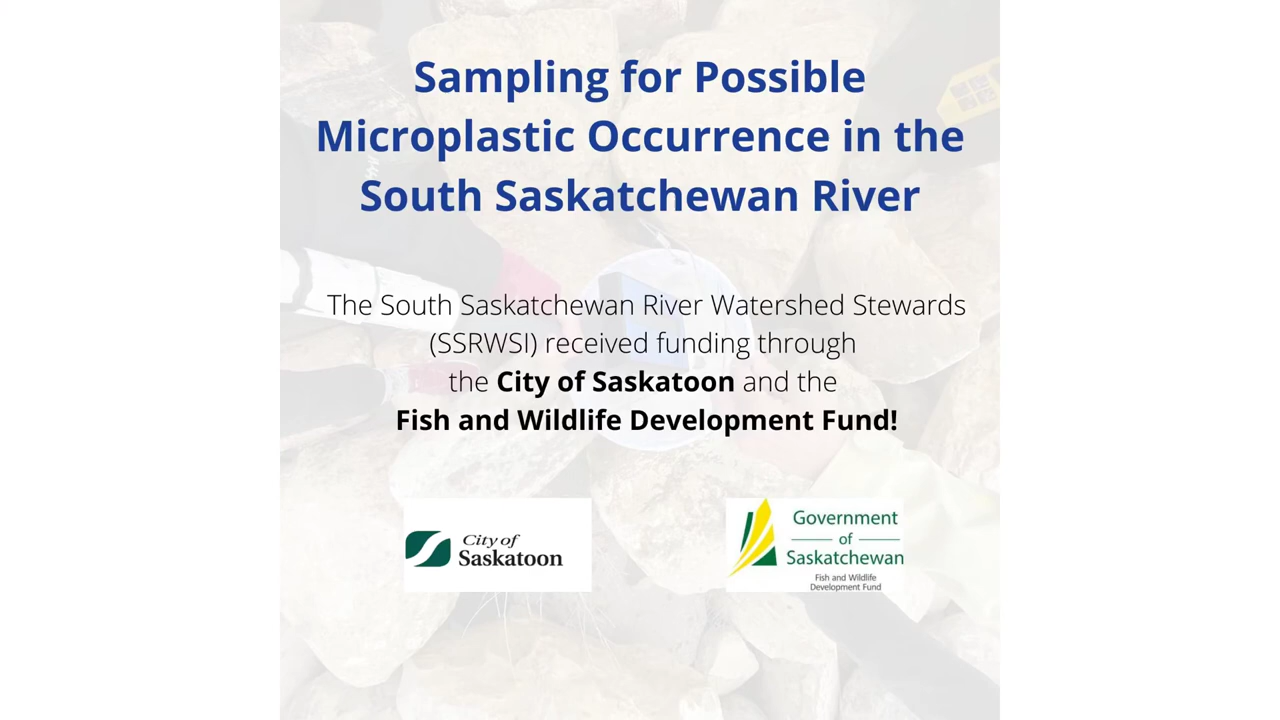 Sampling for Possible
Microplastic Occurrence in the
South Saskatchewan River
The South Saskatchewan River Watershed Stewards
(SSRWSI) received funding through
the City of Saskatoon and the
Fish and Wildlife Development Fund!
City of
Saskatoon
Government
of
Saskatchewan
Fish and Wildlife
Development Fund